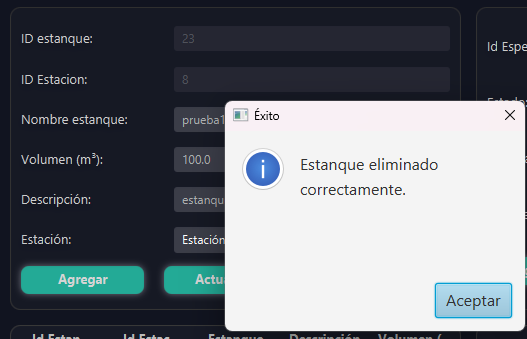 ID estanque:
23
Id Espe
ID Estacion:
8
Nombre estanque:
prueba1
Éxito
Volumen (m³):
100.0
Estanque eliminado
correctamente.
Descripción:
estanqu
Estación:
Estación
Agregar
Actu
Aceptar
Id Estan
Id Estac
Estanque
Descripción
Volumen (